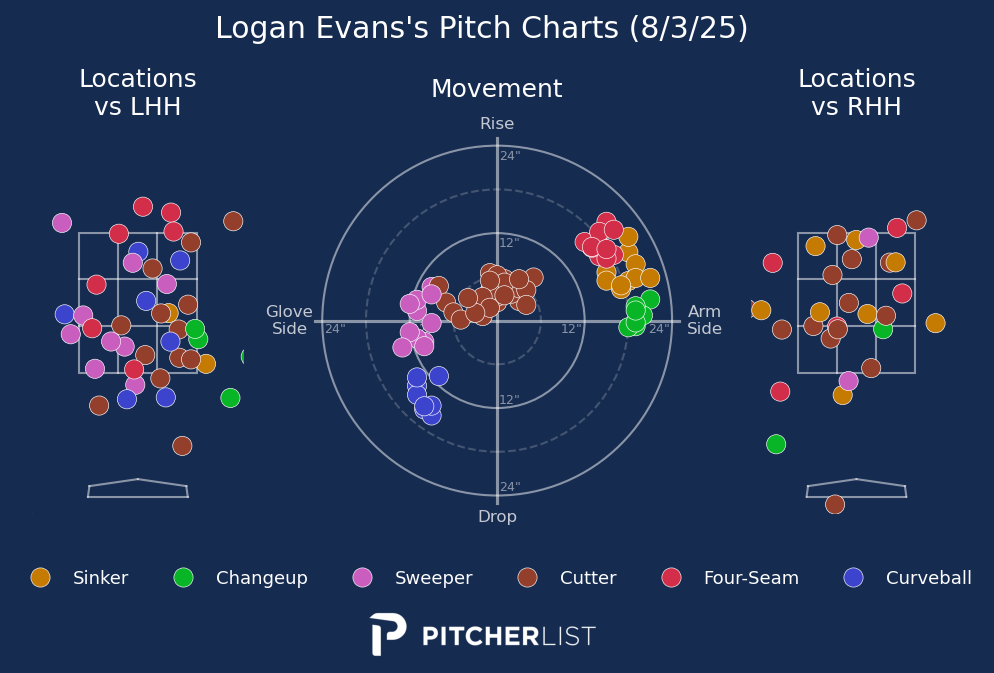 Logan Evans's Pitch Charts (8/3/25)
Locations
vs LHH
Movement
Locations
vs RHH
Rise
24"
12"
Glove
Side
24"
12"
24"
Arm
Side
12"
24"
Drop
Sinker
Changeup
Sweeper
Cutter
Four-Seam
Curveball
PITCHERLIST